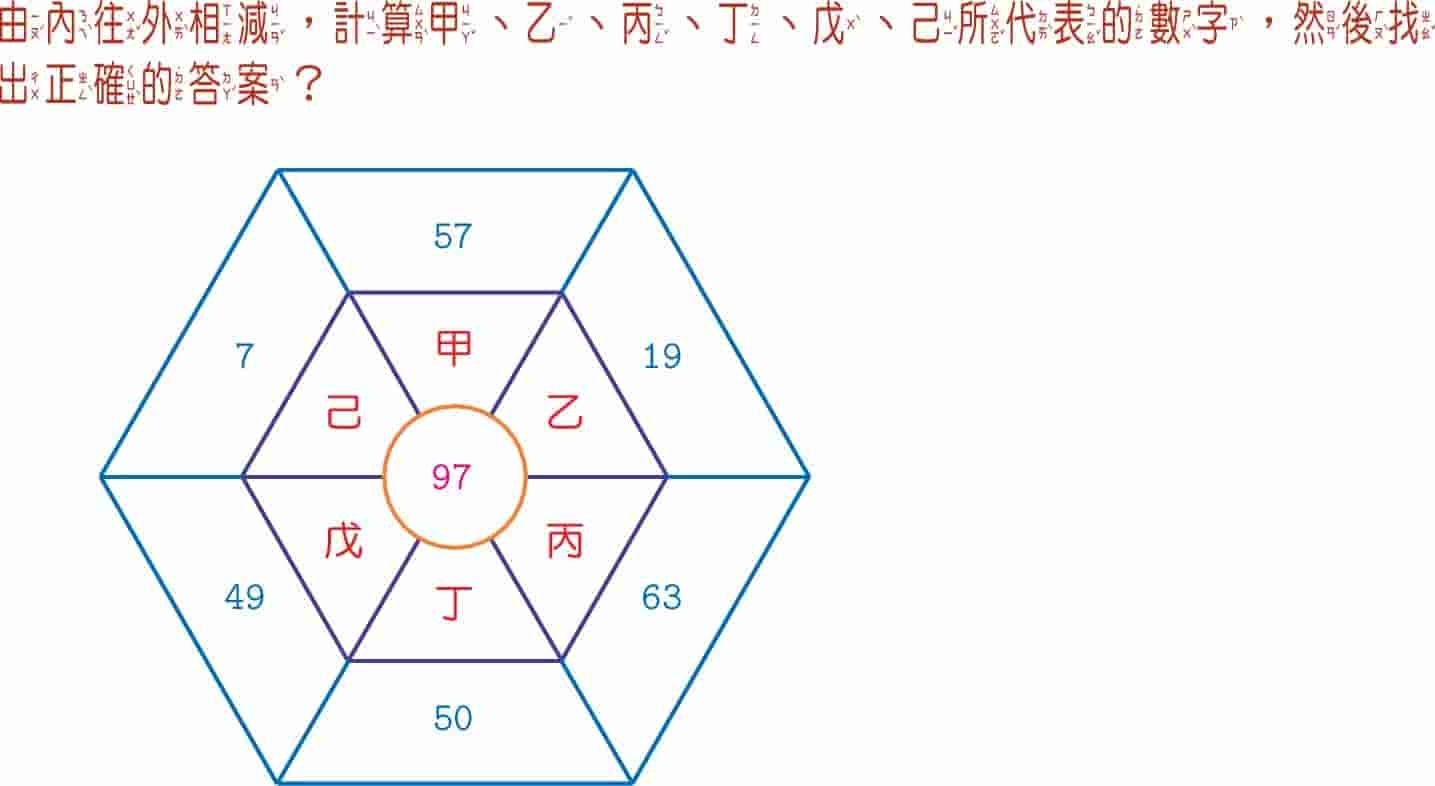 由內往外相減，計算甲、乙、丙、丁、戊、己所代表的數字，然後找
出正確的答案？
57
7
甲
19
己
乙
97
戊
丙
49
丁
63
50